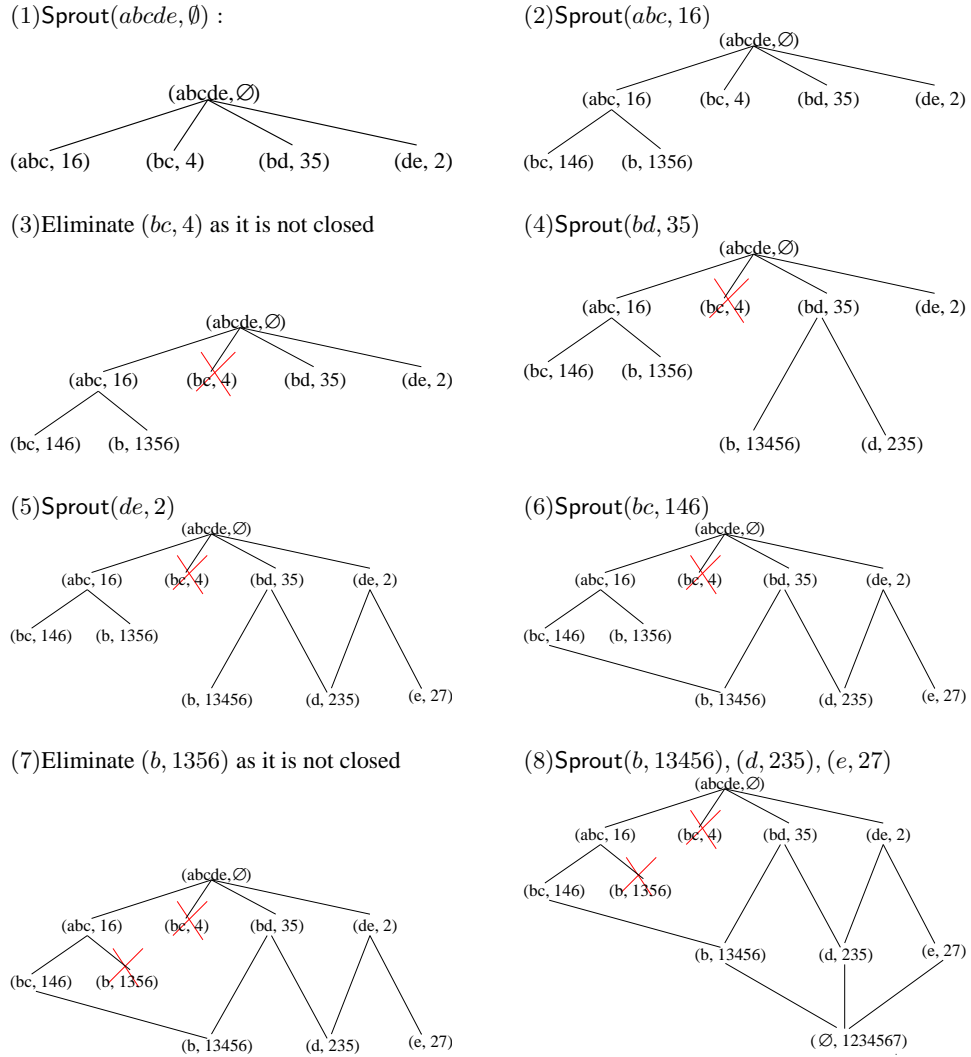 (1)Sprout(abcde, ∅) :
(abcde,∅)
(abc, 16) (bc, 4) (bd, 35) (de, 2)
(2)Sprout(abc, 16)
(abcde,∅)
(abc, 16) (bc, 4) (bd, 35) (de, 2)
(bc, 146) (b, 1356)
(3)Eliminate (bc, 4) as it is not closed
(abcde,∅)
(abc, 16) (bc, 4) (bd, 35) (de, 2)
(bc, 146) (b, 1356)
(4)Sprout(bd, 35)
(abcde,∅)
(abc, 16) (bc, 4) (bd, 35) (de, 2)
(bc, 146) (b, 1356)
(b, 13456) (d, 235)
(5)Sprout(de, 2)
(abcde,∅)
(abc, 16) (bc, 4) (bd, 35) (de, 2)
(bc, 146) (b, 1356)
(b, 13456) (d, 235) (e, 27)
(6)Sprout(bc, 146)
(abcde,∅)
(abc, 16) (bc, 4) (bd, 35) (de, 2)
(bc, 146) (b, 1356)
(b, 13456) (d, 235) (e, 27)
(7)Eliminate (b, 1356) as it is not closed
(abcde,∅)
(abc, 16) (bc, 4) (bd, 35) (de, 2)
(bc, 146) (b, 1356)
(b, 13456) (d, 235) (e, 27)
(8)Sprout(b, 13456), (d, 235), (e, 27)
(abcde,∅)
(abc, 16) (bc, 4) (bd, 35) (de, 2)
(bc, 146) (b, 1356)
(b, 13456) (d, 235) (e, 27)
(∅, 1234567)